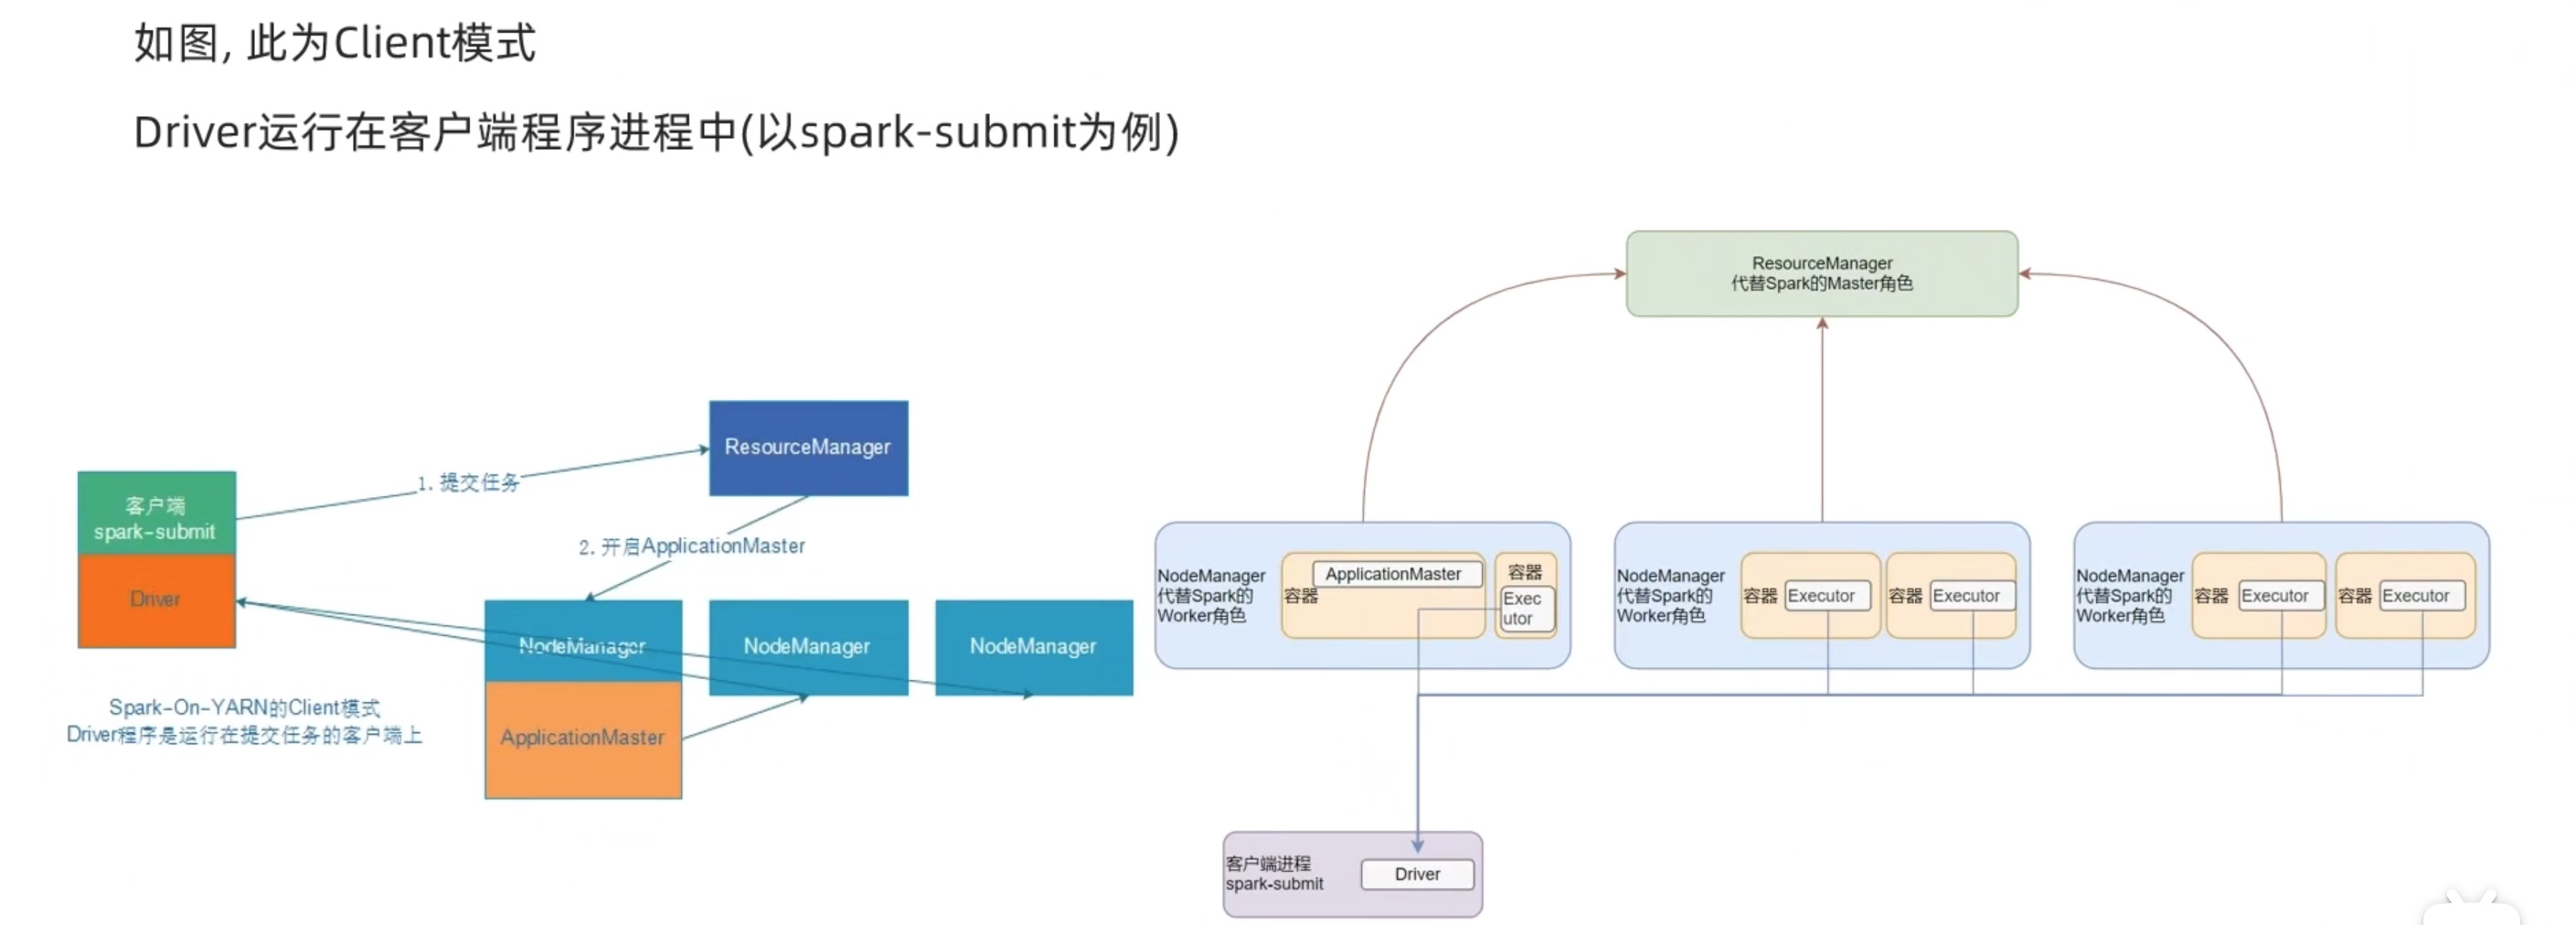 如图, 此为Client模式
Driver运行在客户端程序进程中(以spark-submit为例)
ResourceManager
1. 提交任务
客户端
spark-submit
Driver
2. 开启ApplicationMaster
NodeManager
NodeManager
NodeManager
ApplicationMaster
Spark-On-YARN的Client模式
Driver程序是运行在提交任务的客户端上
ResourceManager
代替Spark的Master角色
NodeManager
代替Spark的
Worker角色
容器
ApplicationMaster
容器
Exec
utor
NodeManager
代替Spark的
Worker角色
容器
Executor
容器
Executor
NodeManager
代替Spark的
Worker角色
容器
Executor
容器
Executor
客户端进程
spark-submit
Driver